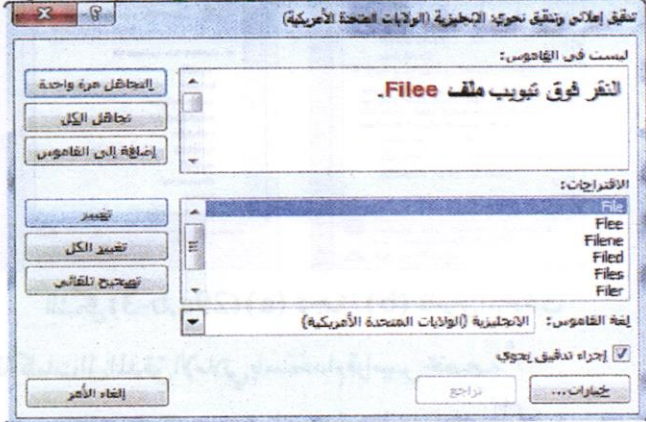 تدقيق إملائي وتدقيق نحوي: الإنجليزية (الولايات المتحدة الأمريكية)
ليست في القاموس:
النقر فوق تبويب ملف Filee.
التجاهل مرة واحدة
تجاهل الكل
إضافة إلى القاموس
الاقتراحات:
File
Flee
Filene
Filed
Files
Filer
تغيير
تغيير الكل
تصحيح تلقائي
لغة القاموس: الانجليزية (الولايات المتحدة الأمريكية)
إجراء تدقيق نحوي
خيارات...
تراجع
إلغاء الأمر